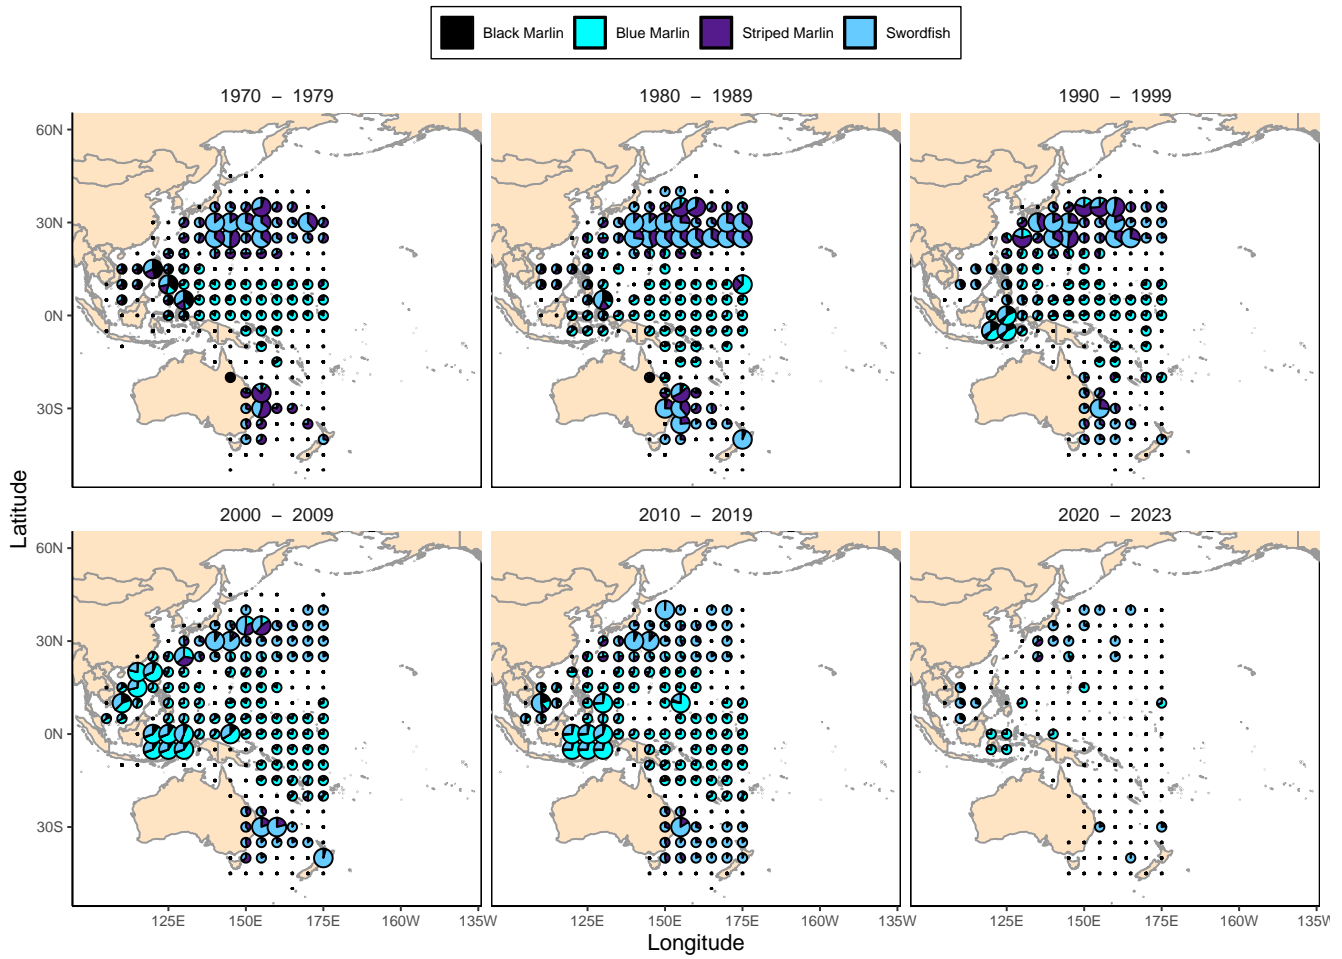 Black Marlin Blue Marlin Striped Marlin Swordfish
1970 − 1979 1980 − 1989 1990 − 1999
60N
30N
0N
30S
Latitude
2000 − 2009 2010 − 2019 2020 − 2023
60N
30N
0N
30S
125E 150E 175E 160W 135W 125E 150E 175E 160W 125E 150E 175E 160W 135W
Longitude